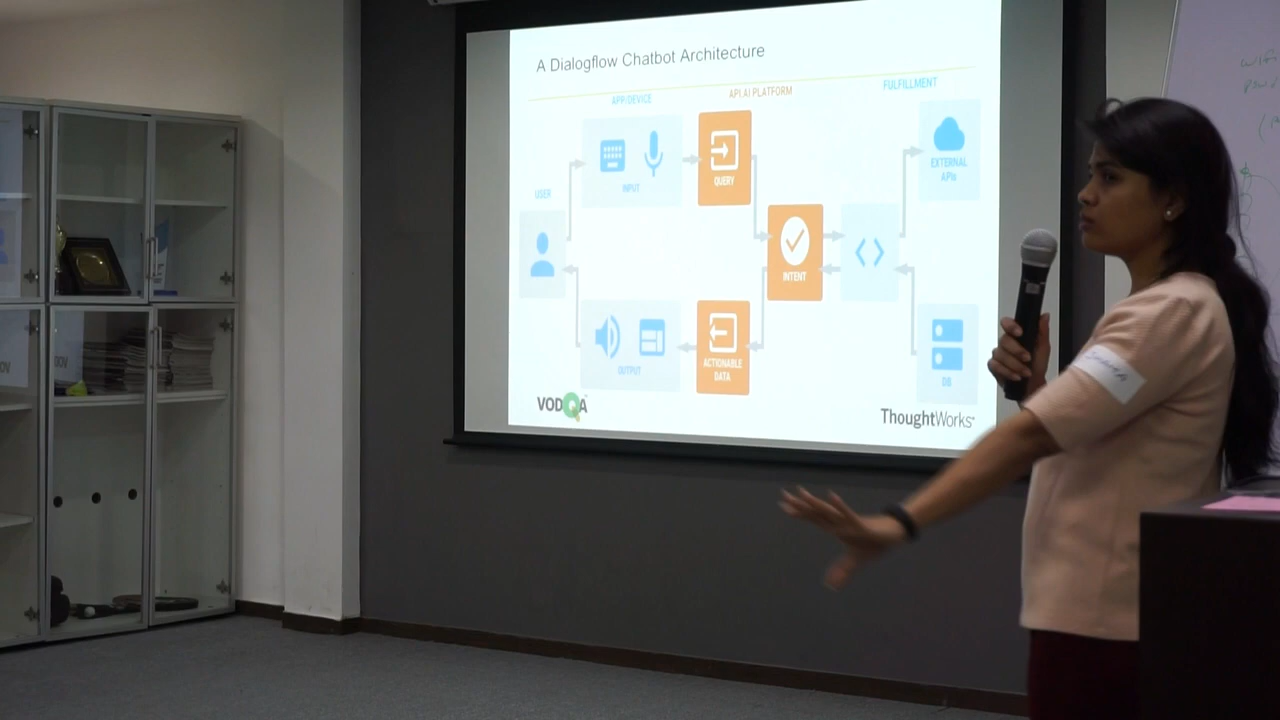 A Dialogflow Chatbot Architecture
APP/DEVICE
API.AI PLATFORM
FULFILLMENT
USER
INPUT
QUERY
EXTERNAL
APIs
INTENT
OUTPUT
ACTIONABLE
DATA
DB
VODQA
ThoughtWorks